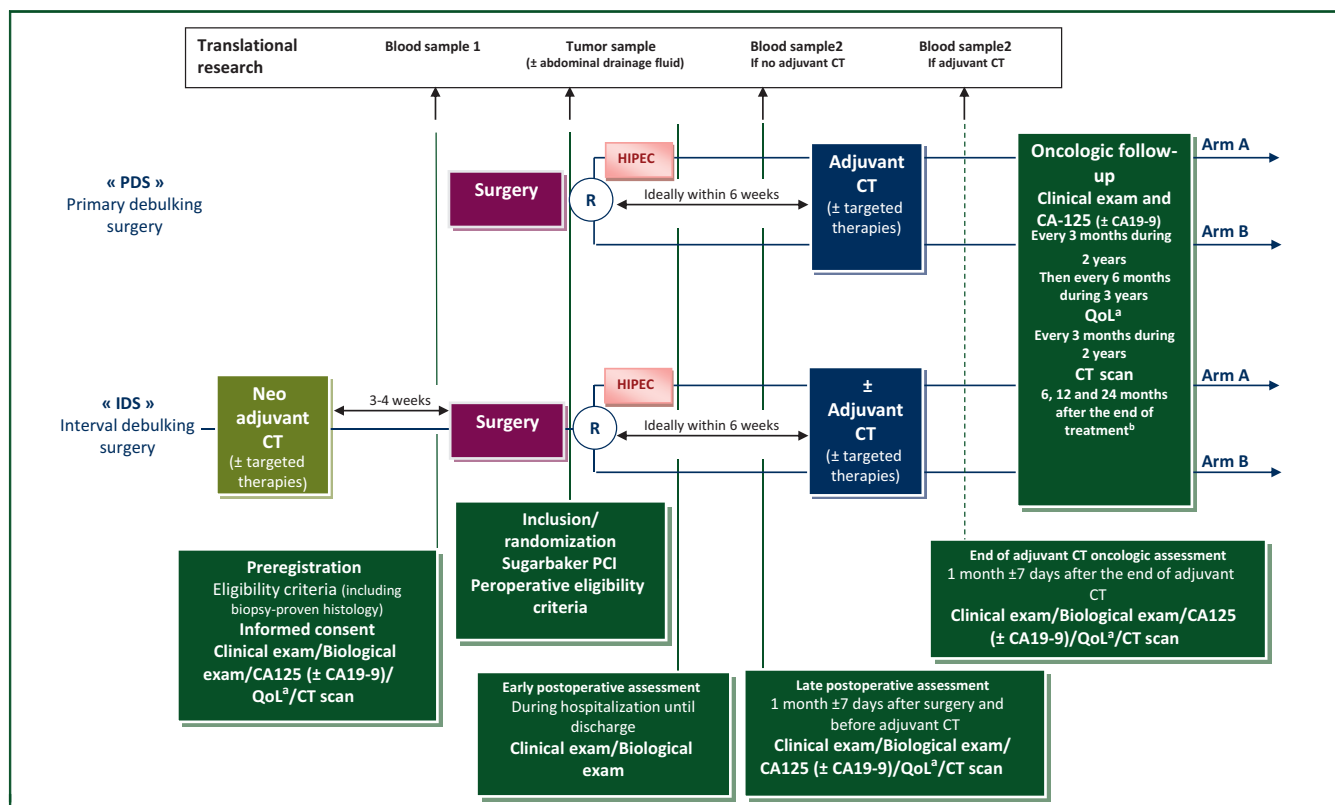 Translational
research
Blood sample 1
Tumor sample
(± abdominal drainage fluid)
Blood sample2
If no adjuvant CT
Blood sample2
If adjuvant CT
« PDS »
Primary debulking
surgery
Surgery
R
HIPEC
Ideally within 6 weeks
Adjuvant
CT
(± targeted
therapies)
Arm A
Arm B
« IDS »
Interval debulking
surgery
Neo
adjuvant
CT
(± targeted
therapies)
3-4 weeks
Surgery
R
HIPEC
Ideally within 6 weeks
±
Adjuvant
CT
(± targeted
therapies)
Arm A
Arm B
Oncologic follow-
up
Clinical exam and
CA-125 (± CA19-9)
Every 3 months during
2 years
Then every 6 months
during 3 years
QoLᵃ
Every 3 months during
2 years
CT scan
6, 12 and 24 months
after the end of
treatmentᵇ
Preregistration
Eligibility criteria (including
biopsy-proven histology)
Informed consent
Clinical exam/Biological
exam/CA125 (± CA19-9)/
QoLᵃ/CT scan
Inclusion/
randomization
Sugarbaker PCI
Peroperative eligibility
criteria
Early postoperative assessment
During hospitalization until
discharge
Clinical exam/Biological
exam
Late postoperative assessment
1 month ±7 days after surgery and
before adjuvant CT
Clinical exam/Biological exam/
CA125 (± CA19-9)/QoLᵃ/CT scan
End of adjuvant CT oncologic assessment
1 month ±7 days after the end of adjuvant
CT
Clinical exam/Biological exam/CA125
(± CA19-9)/QoLᵃ/CT scan